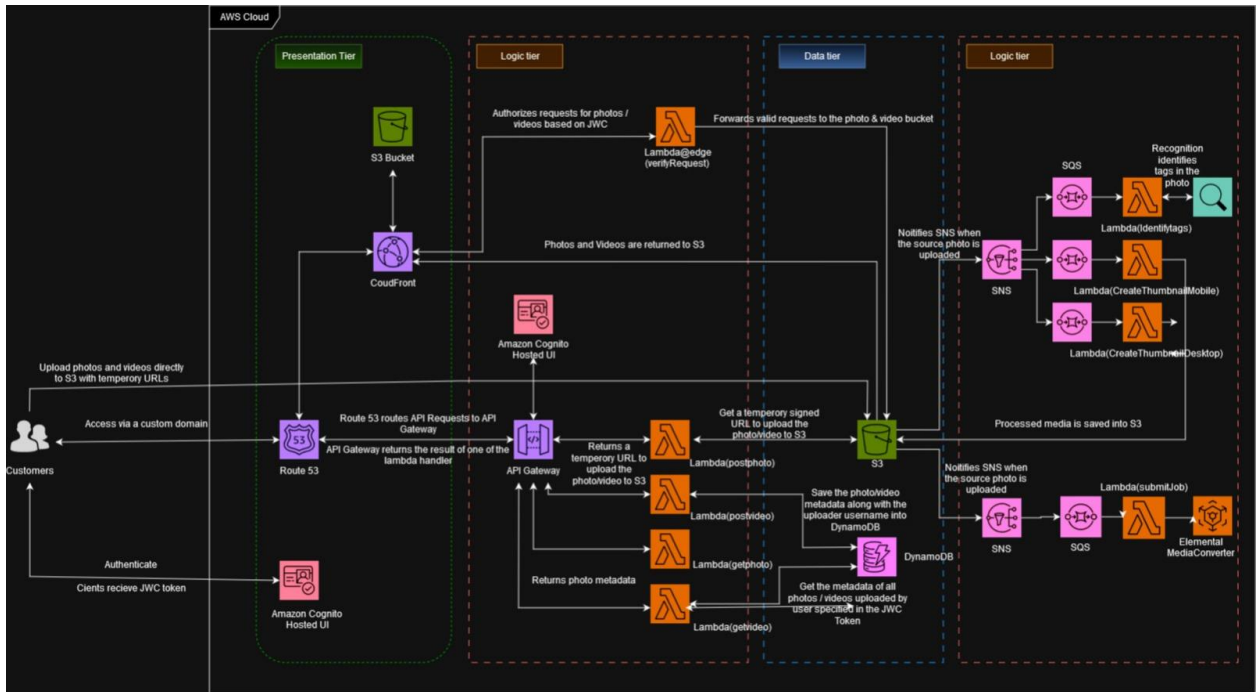 AWS Cloud
Presentation Tier
Logic tier
Data tier
Logic tier
S3 Bucket
CoudFront
Authorizes requests for photos /
videos based on JWC
Lambda@edge
(verifyRequest)
Forwards valid requests to the photo & video bucket
Photos and Videos are returned to S3
Amazon Cognito
Hosted UI
Upload photos and videos directly
to S3 with temperory URLs
Customers
Access via a custom domain
Route 53
Route 53 routes API Requests to API
Gateway
API Gateway returns the result of one of the
lambda handler
API Gateway
Returns a
temperory URL to
upload the
photo/video to S3
Lambda(postphoto)
Get a temperory signed
URL to upload the
photo/video to S3
S3
Lambda(postvideo)
Lambda(getphoto)
Returns photo metadata
Lambda(getvideo)
Save the photo/video
metadata along with the
uploader username into
DynamoDB
DynamoDB
Get the metadata of all
photos / videos uploaded by
user specified in the JWC
Token
Authenticate
Cients recieve JWC token
Amazon Cognito
Hosted UI
Noitifies SNS when
the source photo is
uploaded
SNS
SQS
Recognition
identifies
tags in the
photo
Lambda(Identifytags)
Lambda(CreateThumbnailMobile)
Lambda(CreateThumbnailDesktop)
Processed media is saved into S3
Noitifies SNS when
the source photo is
uploaded
SNS
SQS
Lambda(submitJob)
Elemental
MediaConverter